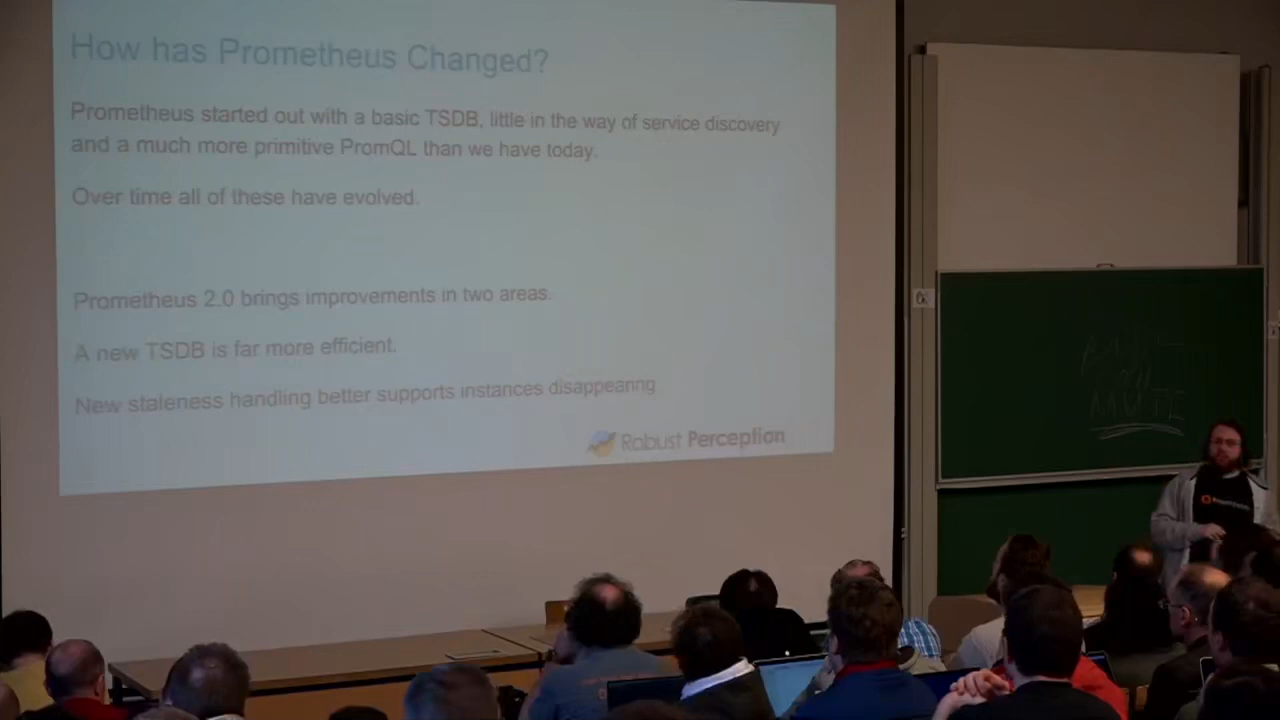 How has Prometheus Changed?
Prometheus started out with a basic TSDB, little in the way of service discovery
and a much more primitive PromQL than we have today.
Over time all of these have evolved.
Prometheus 2.0 brings improvements in two areas.
A new TSDB is far more efficient.
New staleness handling better supports instances disappearing
Robust Perception
MUTE